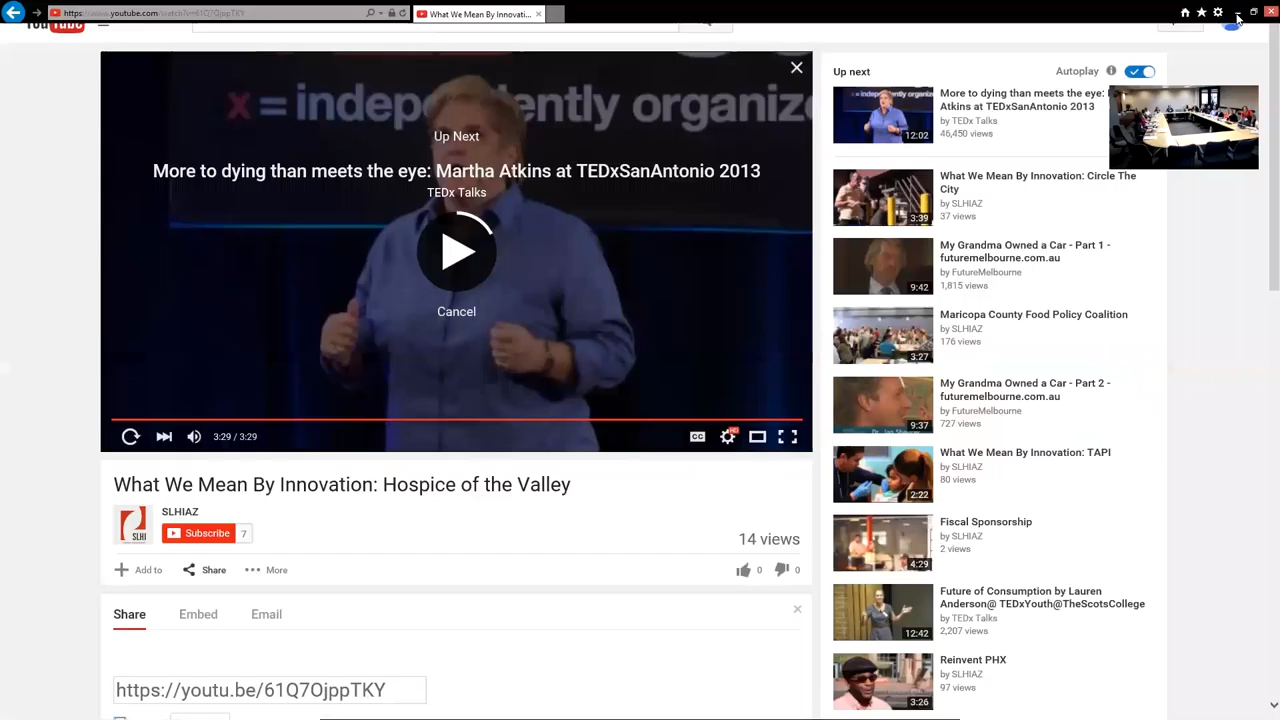 https://www.youtube.com/watch?v=61Q7OjppTKY
What We Mean By Innovati...
YouTube
x = independently organize
Up Next
More to dying than meets the eye: Martha Atkins at TEDxSanAntonio 2013
TEDx Talks
Cancel
3:29 / 3:29
CC
HD
What We Mean By Innovation: Hospice of the Valley
SLHI
SLHIAZ
Subscribe 7
14 views
Add to Share More
0 0
Share Embed Email
https://youtu.be/61Q7OjppTKY
Up next Autoplay
12:02
More to dying than meets the eye:
Atkins at TEDxSanAntonio 2013
by TEDx Talks
46,450 views
3:39
What We Mean By Innovation: Circle The
City
by SLHIAZ
37 views
9:42
My Grandma Owned a Car - Part 1 -
futuremelbourne.com.au
by FutureMelbourne
1,815 views
3:27
Maricopa County Food Policy Coalition
by SLHIAZ
176 views
9:37
My Grandma Owned a Car - Part 2 -
futuremelbourne.com.au
by FutureMelbourne
727 views
2:22
What We Mean By Innovation: TAPI
by SLHIAZ
80 views
4:29
Fiscal Sponsorship
by SLHIAZ
2 views
12:42
Future of Consumption by Lauren
Anderson@ TEDxYouth@TheScotsCollege
by TEDx Talks
2,207 views
3:26
Reinvent PHX
by SLHIAZ
97 views